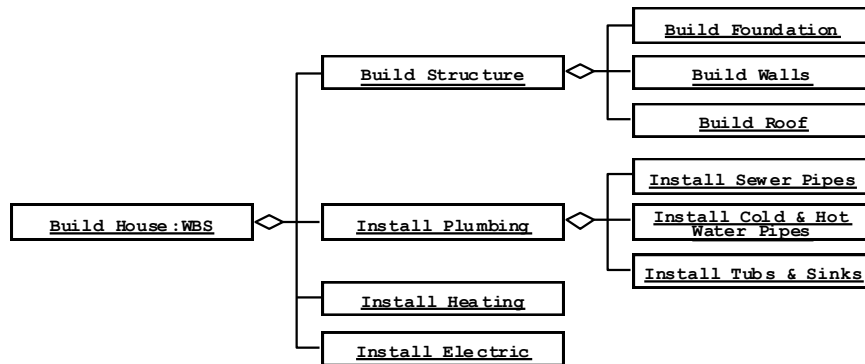 Build Foundation
Build Structure
Build Walls
Build Roof
Install Sewer Pipes
Build House:WBS
Install Plumbing
Install Cold & Hot
Water Pipes
Install Tubs & Sinks
Install Heating
Install Electric